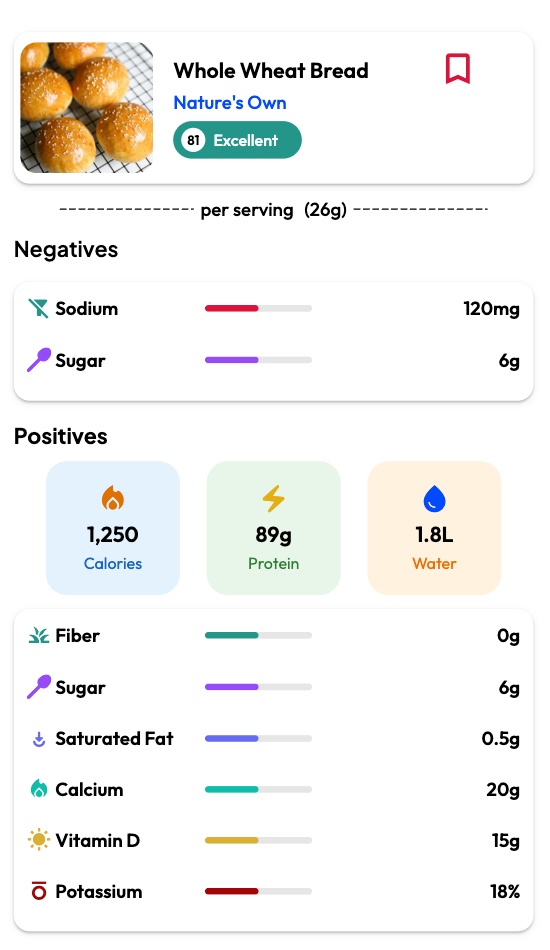 Whole Wheat Bread
Nature's Own
81 Excellent
per serving (26g)
Negatives
Sodium 120mg
Sugar 6g
Positives
1,250 89g 1.8L
Calories Protein Water
Fiber 0g
Sugar 6g
Saturated Fat 0.5g
Calcium 20g
Vitamin D 15g
Potassium 18%